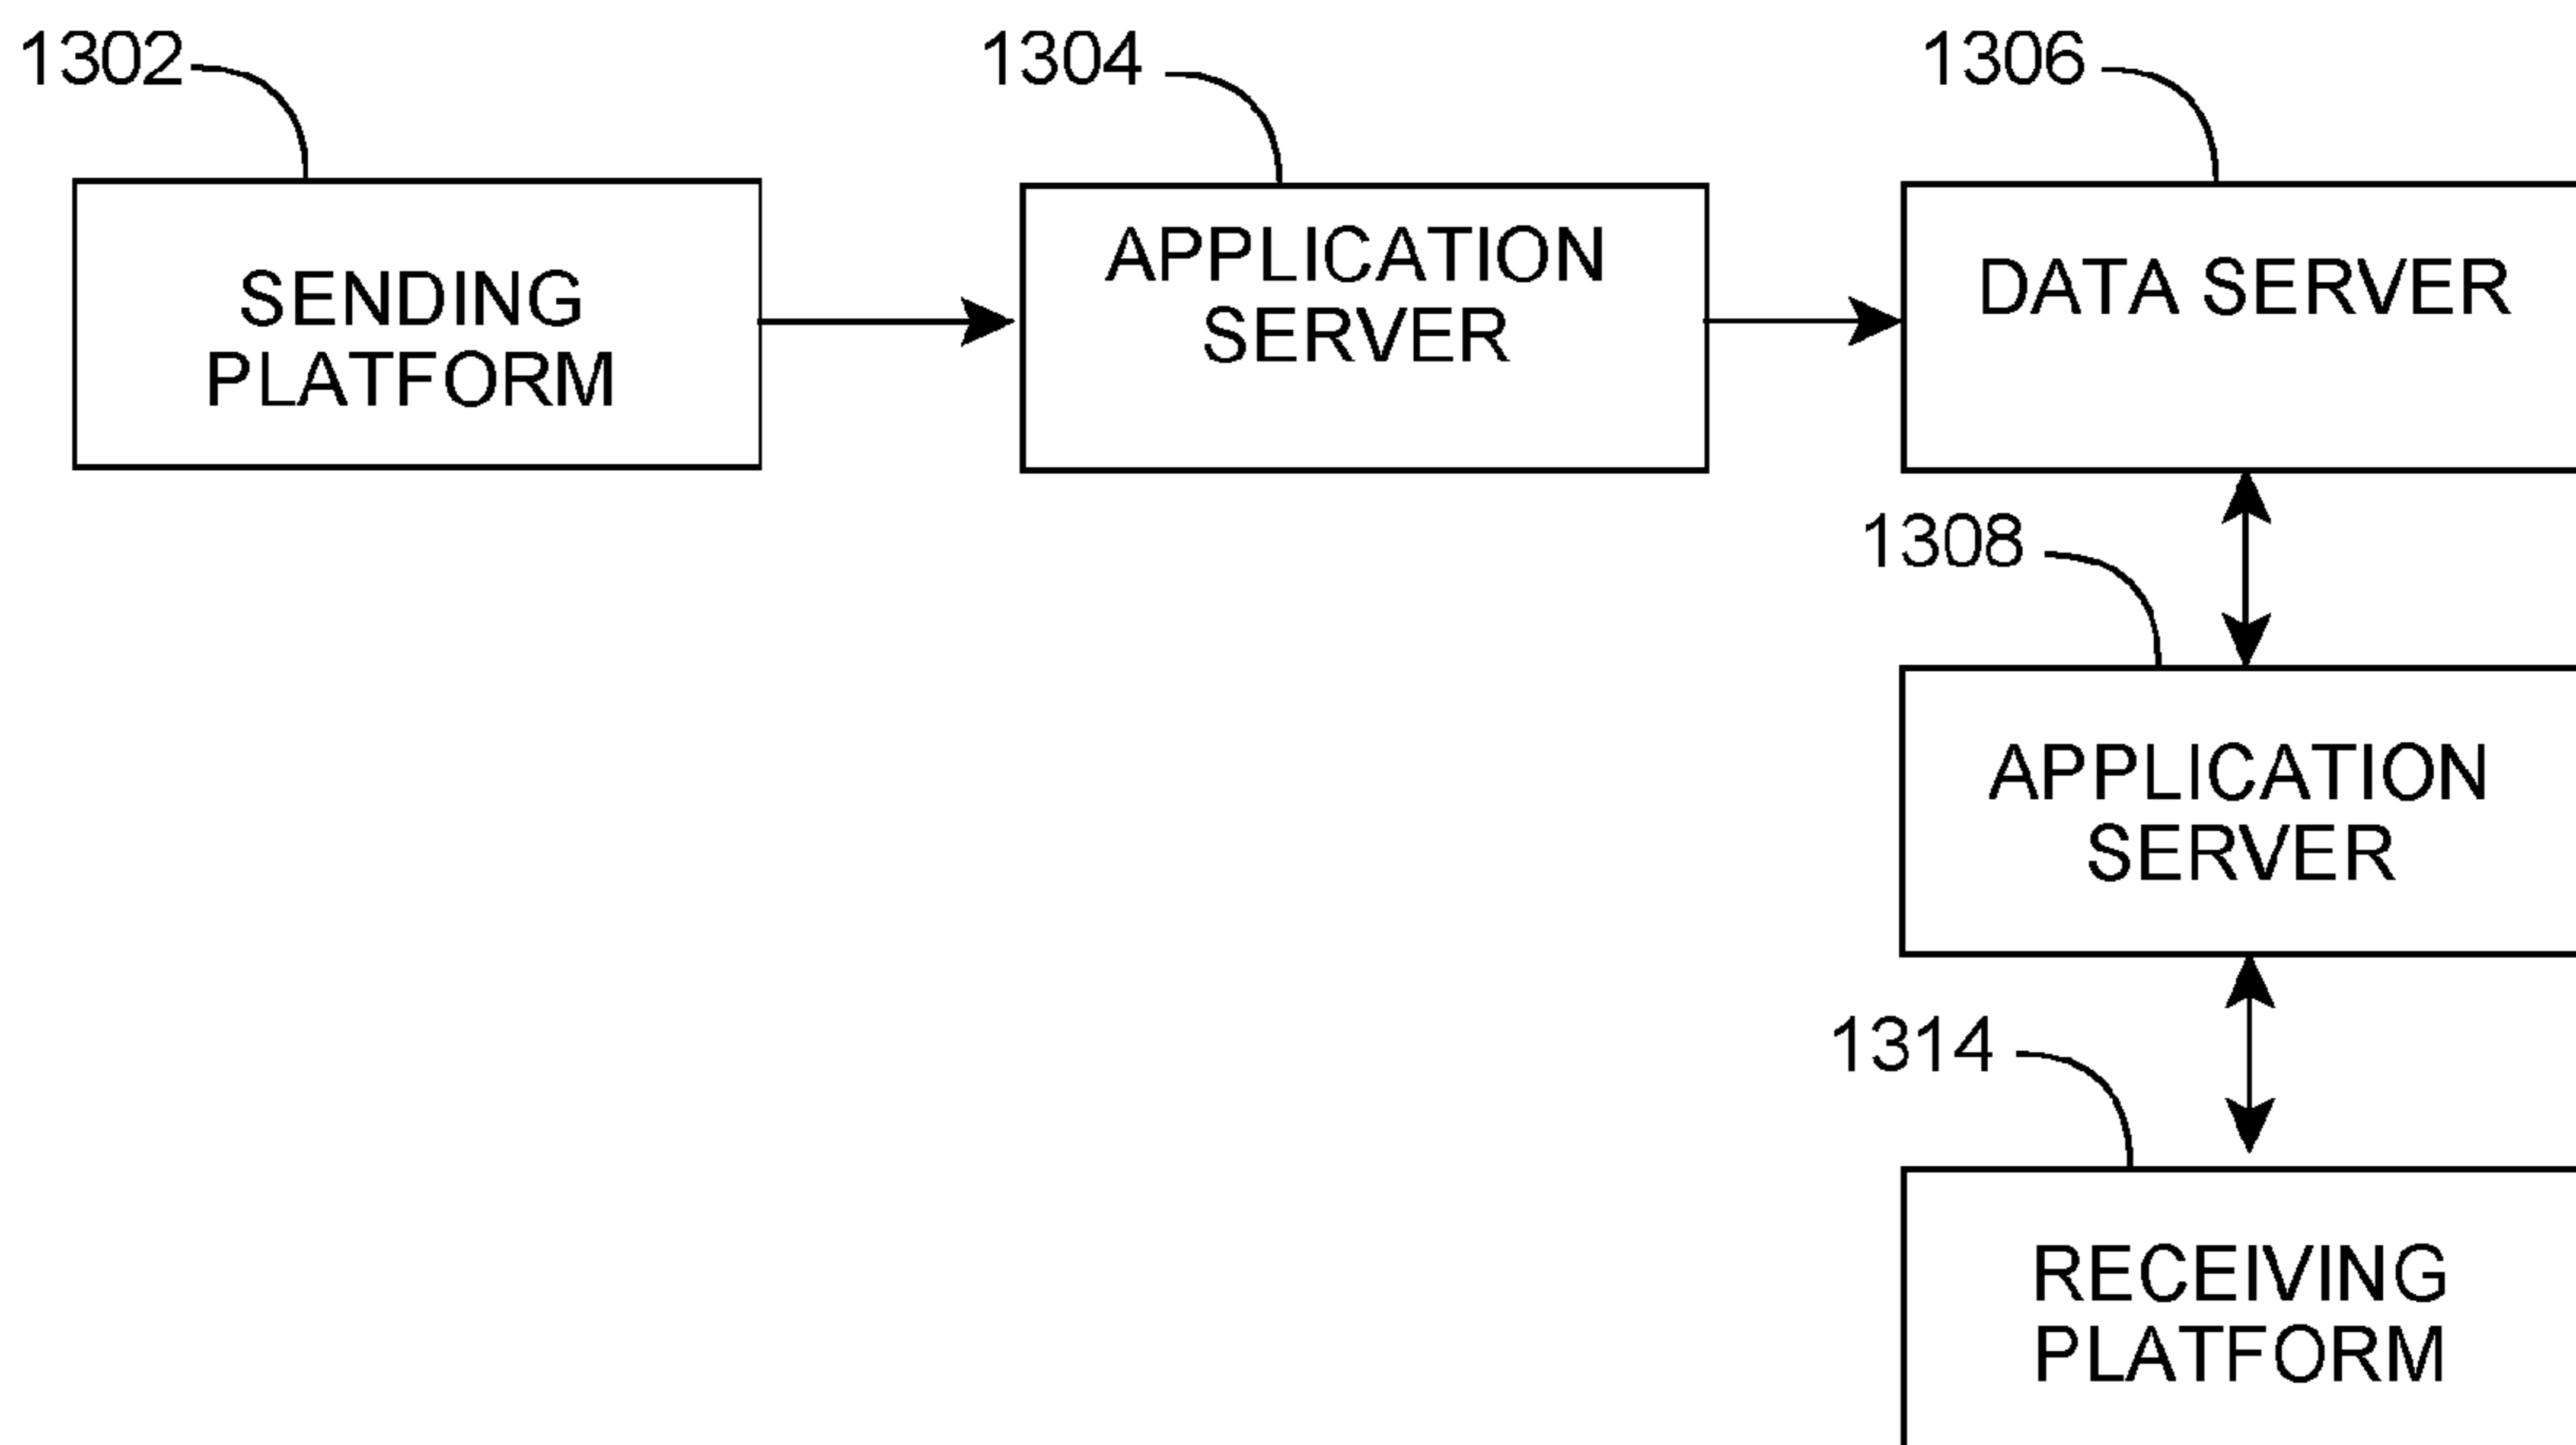 1302
1304
1306
SENDING
PLATFORM
APPLICATION
SERVER
DATA SERVER
1308
APPLICATION
SERVER
1314
RECEIVING
PLATFORM